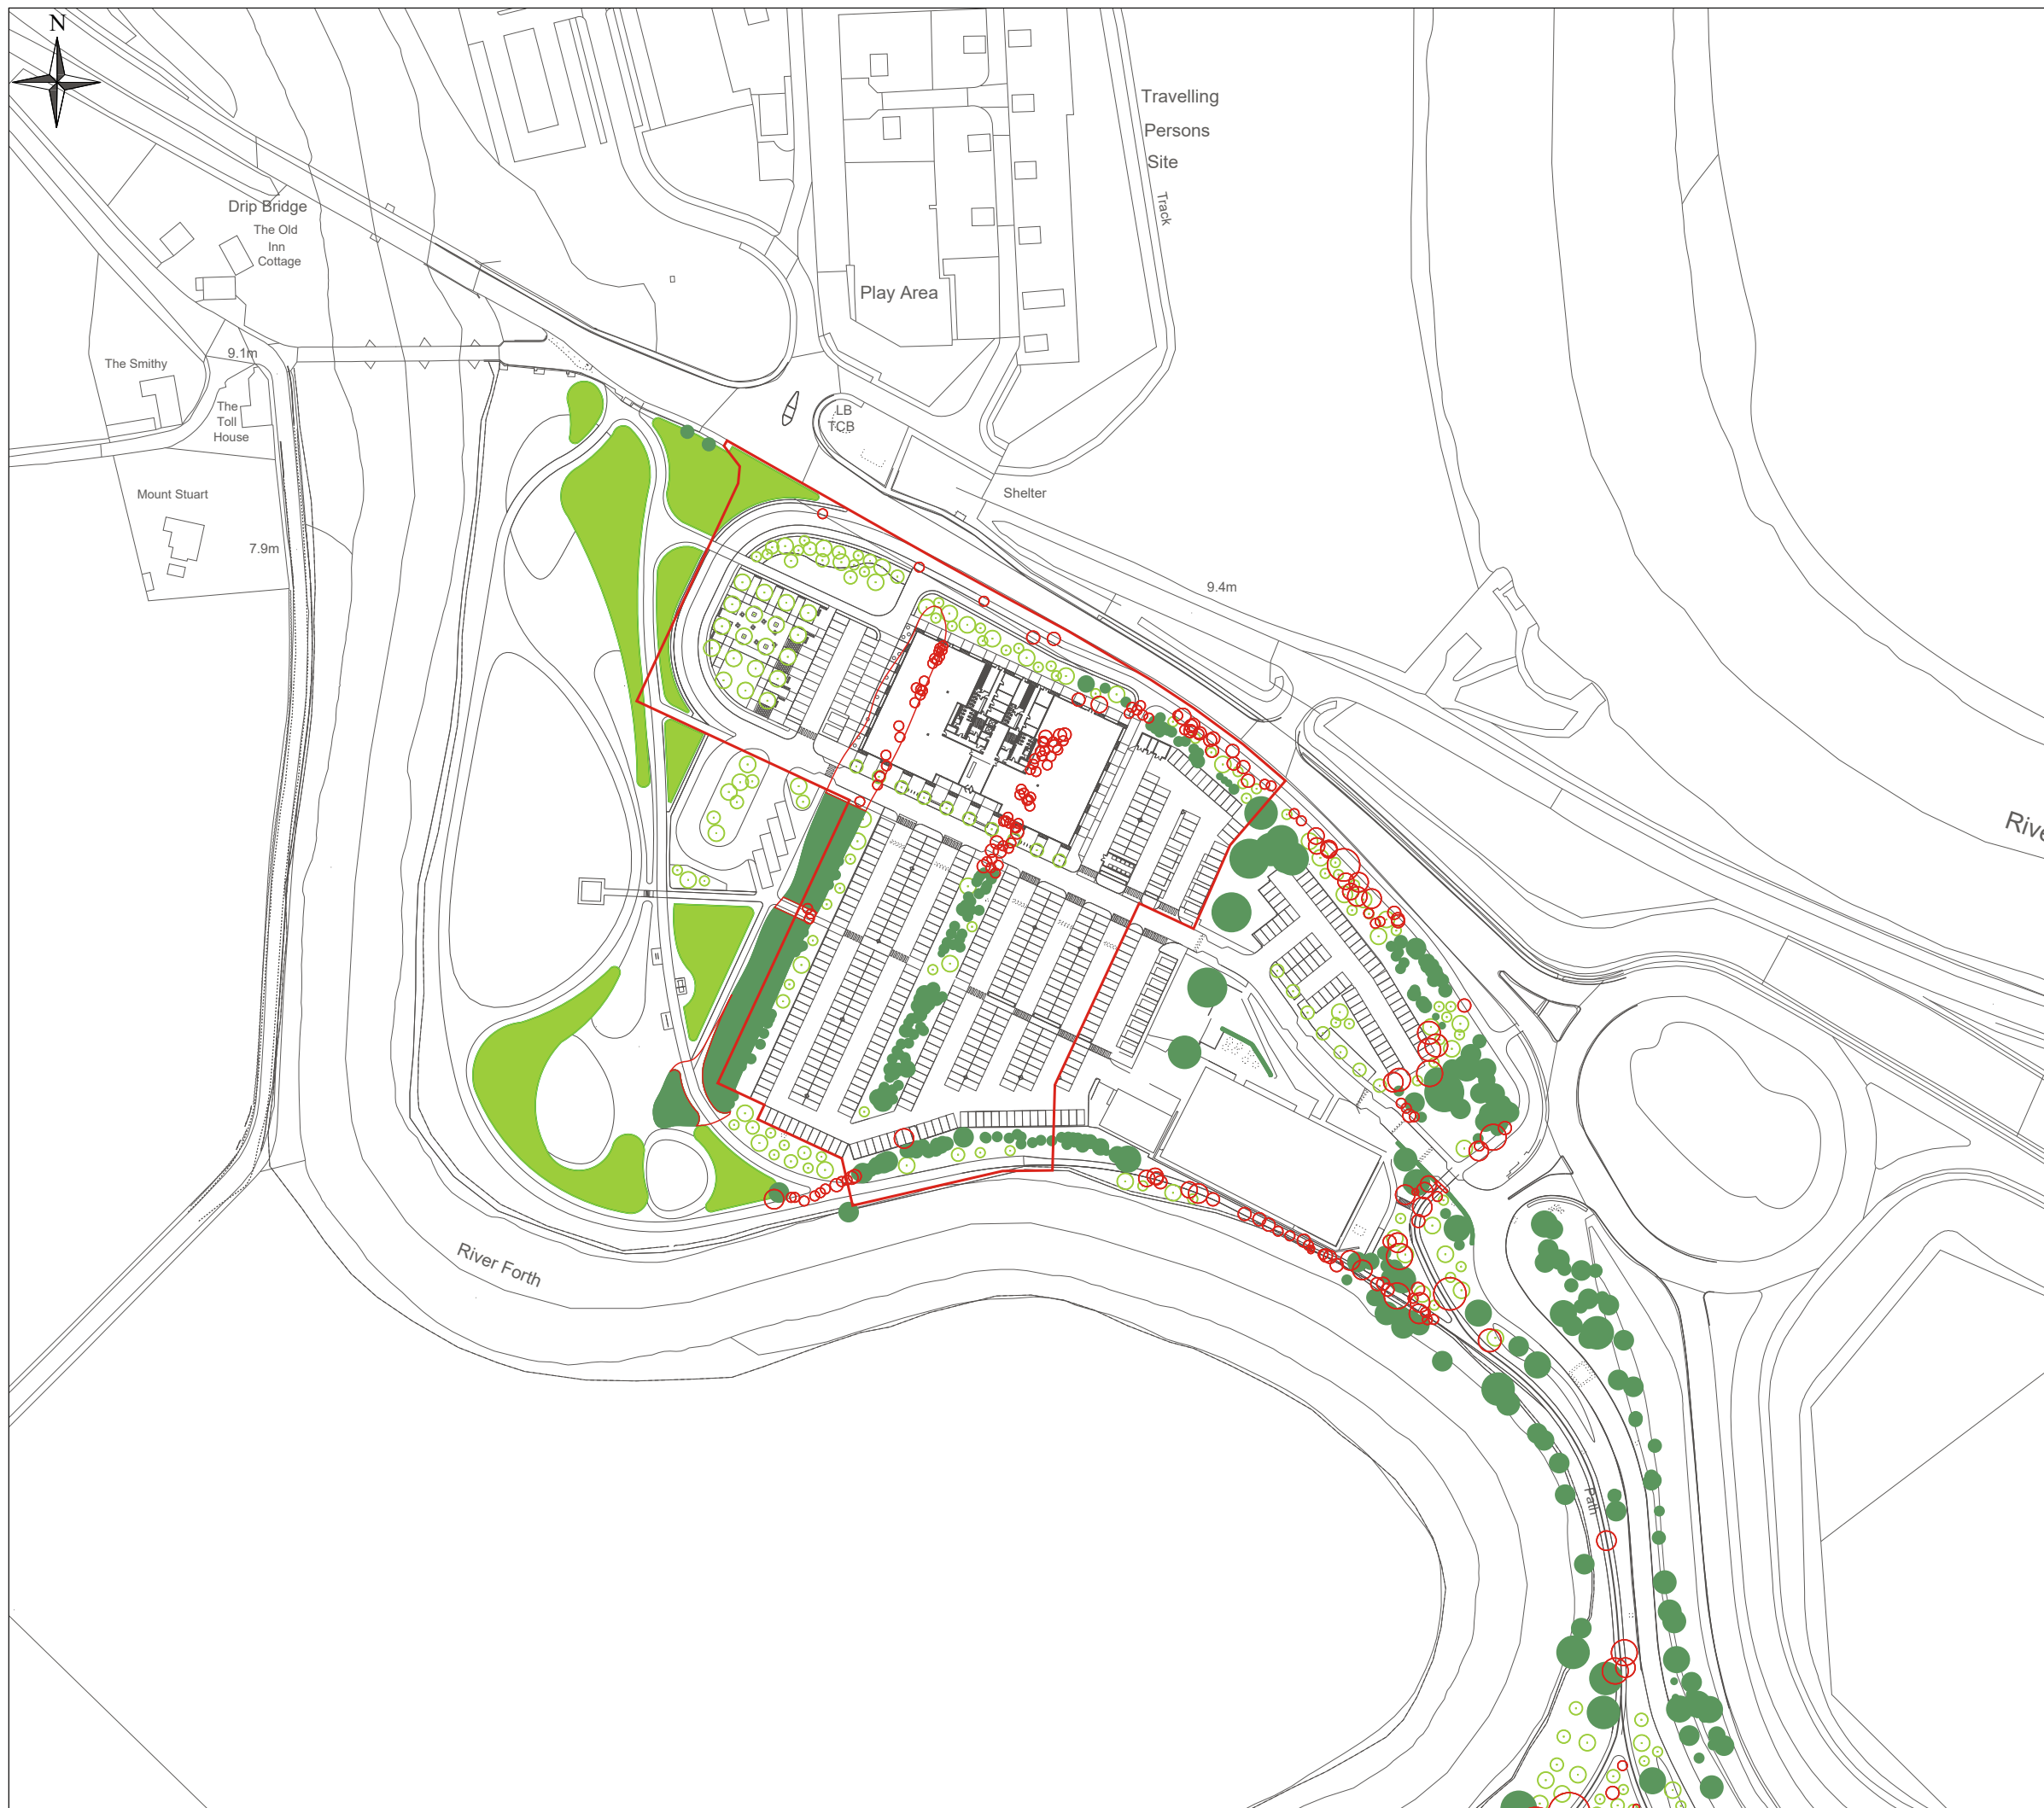 N
Travelling
Persons
Site
Track
Drip Bridge
The Old
Inn
Cottage
Play Area
9.1m
The Smithy
The
Toll
House
LB
TCB
Mount Stuart
Shelter
7.9m
9.4m
River Forth
Path